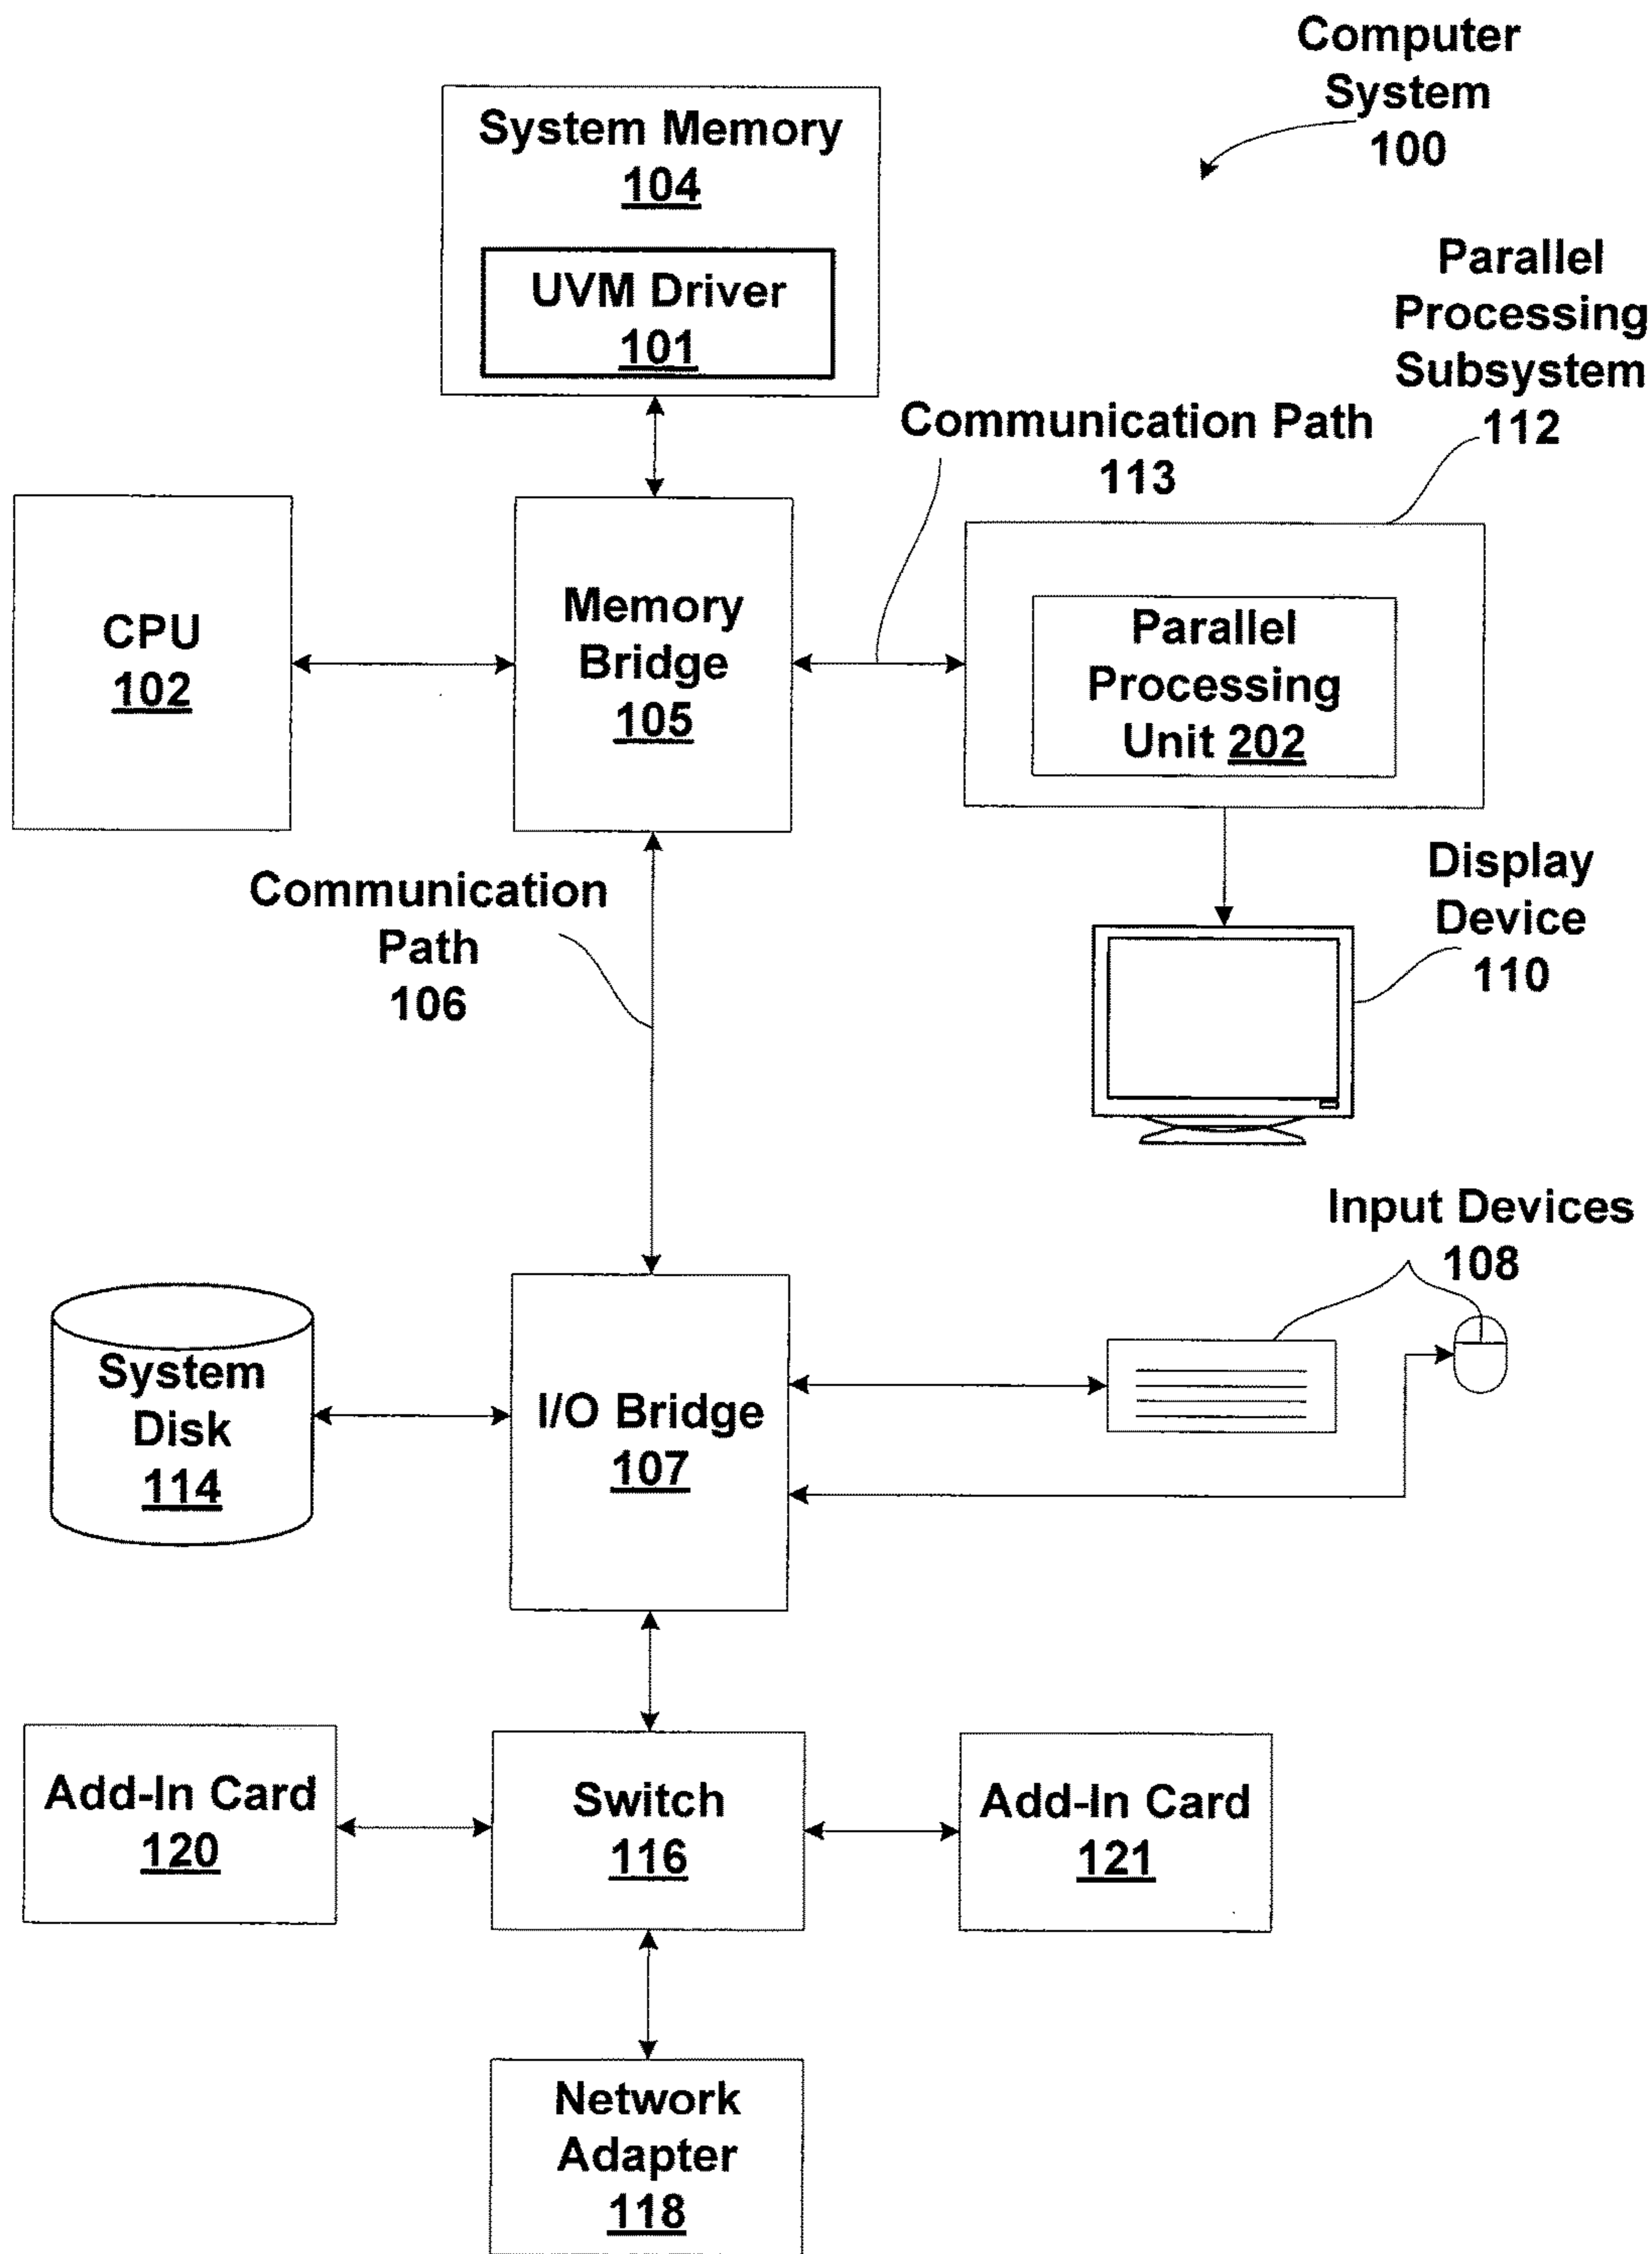 Computer
System
100
System Memory
104
UVM Driver
101
Parallel
Processing
Subsystem
112
Communication Path
113
CPU
102
Memory
Bridge
105
Parallel
Processing
Unit 202
Communication
Path
106
Display
Device
110
Input Devices
108
System
Disk
114
I/O Bridge
107
Add-In Card
120
Switch
116
Add-In Card
121
Network
Adapter
118